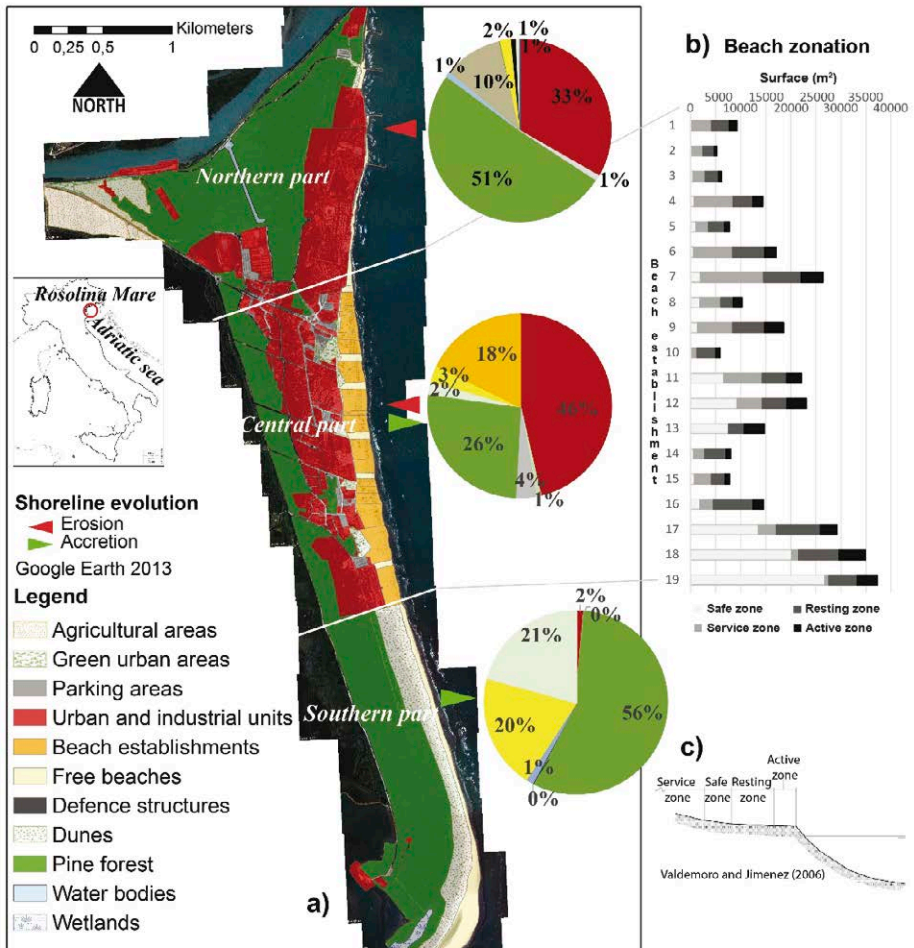 Kilometers
0 0,25 0,5 1
NORTH
Northern part
Rosolina Mare
Adriatic sea
Central part
Southern part
Shoreline evolution
Erosion
Accretion
Google Earth 2013
Legend
Agricultural areas
Green urban areas
Parking areas
Urban and industrial units
Beach establishments
Free beaches
Defence structures
Dunes
Pine forest
Water bodies
Wetlands
a)
1%
2%
1%
1%
10%
33%
51%
1%
18%
3%
2%
26%
4%
1%
2%
0%
21%
20%
56%
1%
0%
b) Beach zonation
Surface (m²)
0 5000 10000 15000 20000 25000 30000 35000 40000
Beach establishment
1
2
3
4
5
6
7
8
9
10
11
12
13
14
15
16
17
18
19
Safe zone Resting zone
Service zone Active zone
c)
Active
zone
Service Safe Resting
zone zone zone
Valdemoro and Jimenez (2006)